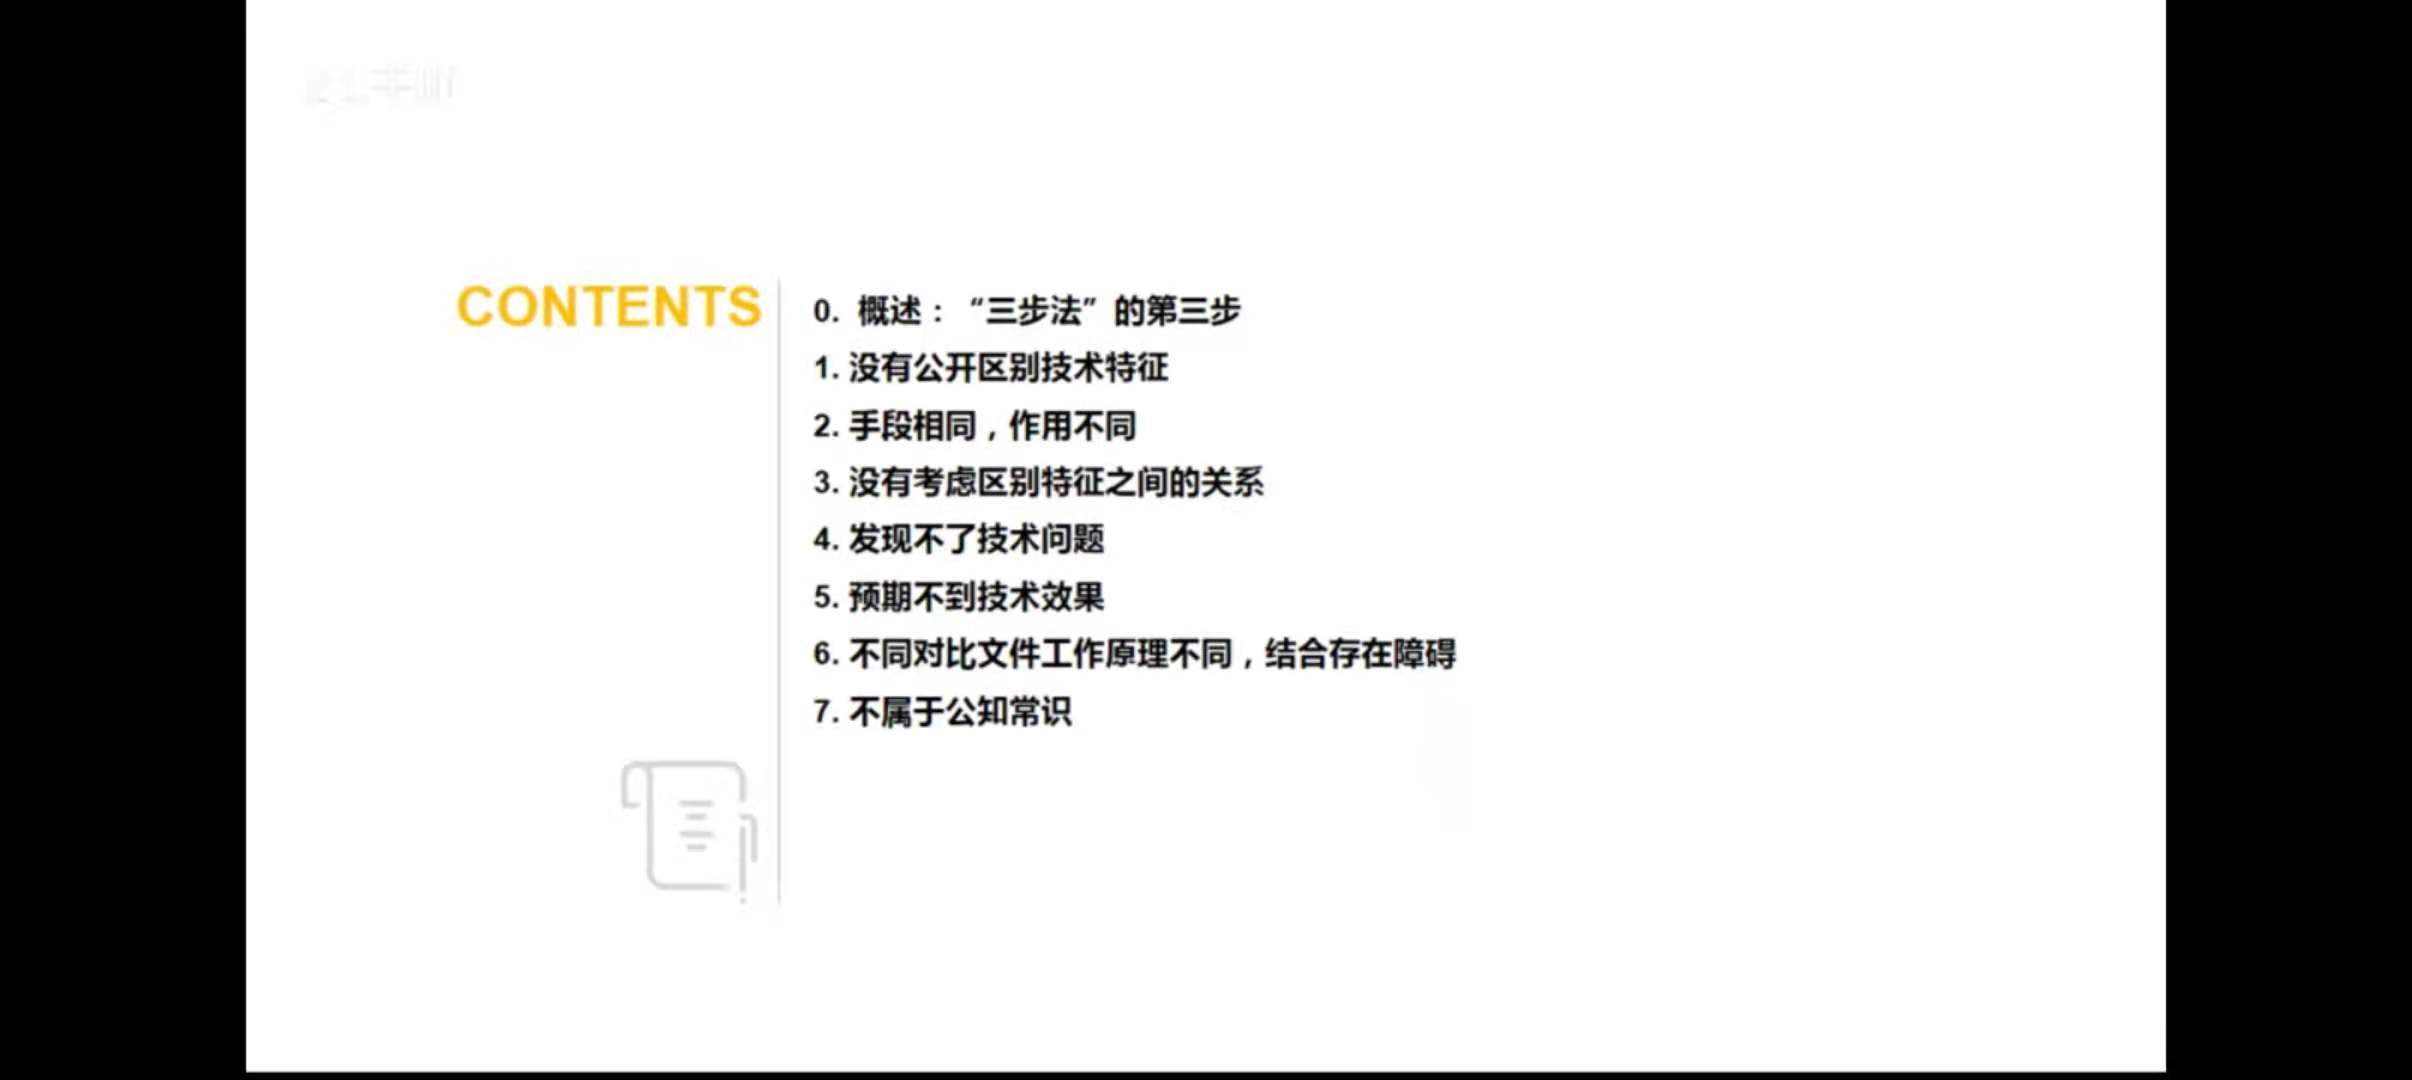 CONTENTS
0. 概述：“三步法”的第三步
1. 没有公开区别技术特征
2. 手段相同，作用不同
3. 没有考虑区别特征之间的关系
4. 发现不了技术问题
5. 预期不到技术效果
6. 不同对比文件工作原理不同，结合存在障碍
7. 不属于公知常识